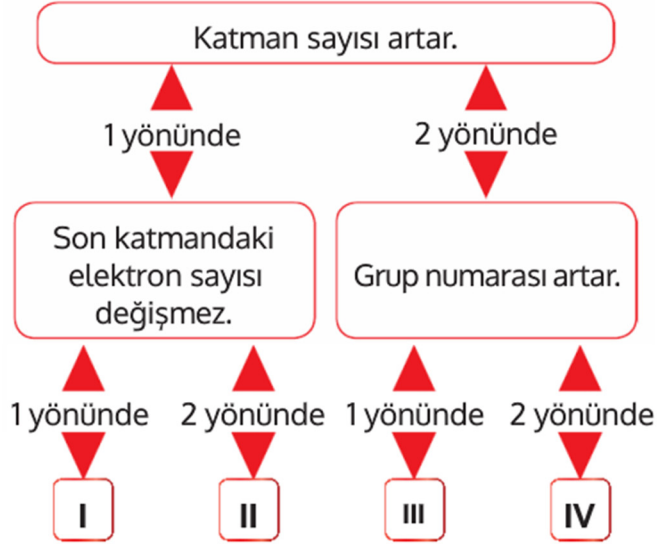 Katman sayısı artar.
1 yönünde
2 yönünde
Son katmandaki
elektron sayısı
değişmez.
Grup numarası artar.
1 yönünde
2 yönünde
1 yönünde
2 yönünde
I
II
III
IV